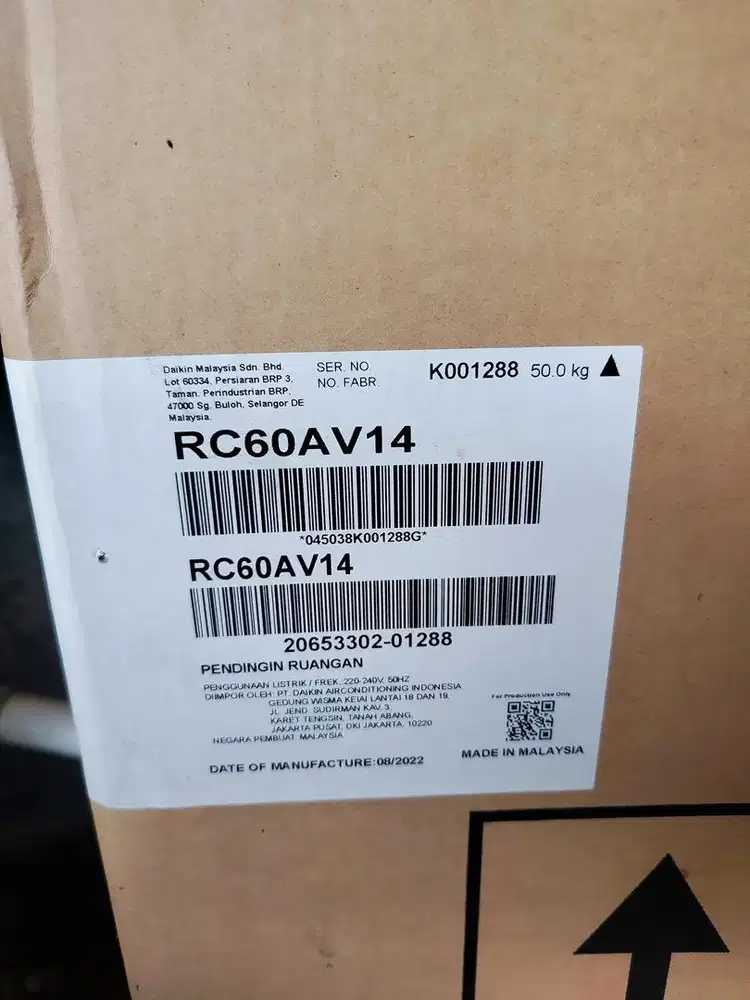 Daikin Malaysia Sdn. Bhd.
Lot 60334, Persiaran BRP 3,
Taman. Perindustrian BRP,
47000 Sg. Buloh, Selangor DE
Malaysia.
SER. NO
NO. FABR.
K001288 50.0 kg
RC60AV14
*045038K001288G*
RC60AV14
20653302-01288
PENDINGIN RUANGAN
PENGGUNAAN LISTRIK / FREK.:220-240V, 50HZ
DIIMPOR OLEH: PT. DAIKIN AIRCONDITIONING INDONESIA
GEDUNG WISMA KEIAI LANTAI 18 DAN 19,
JL. JEND. SUDIRMAN KAV. 3,
KARET TENGSIN, TANAH ABANG,
JAKARTA PUSAT, DKI JAKARTA, 10220
NEGARA PEMBUAT: MALAYSIA
For Production Use Only
MADE IN MALAYSIA
DATE OF MANUFACTURE:08/2022